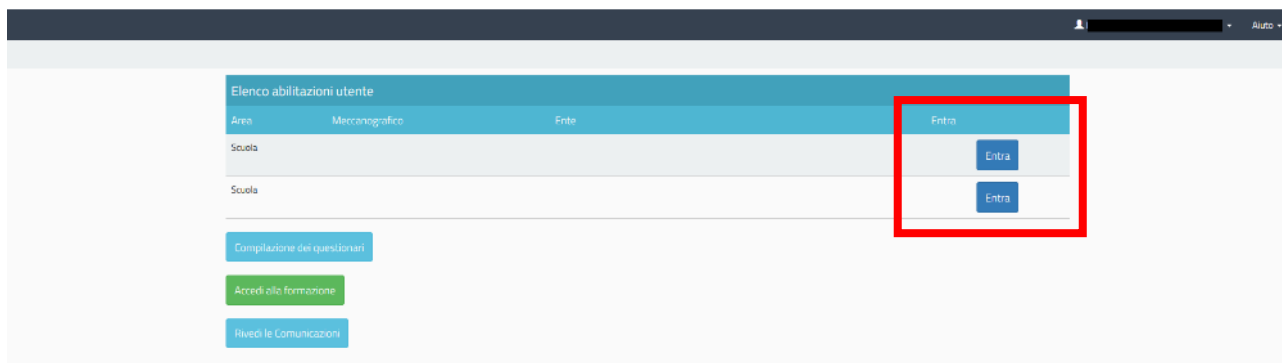 Aiuto
Elenco abilitazioni utente
Area Meccanografico Ente Entra
Scuola Entra
Scuola Entra
Compilazione dei questionari
Accedi alla formazione
Rivedi le Comunicazioni